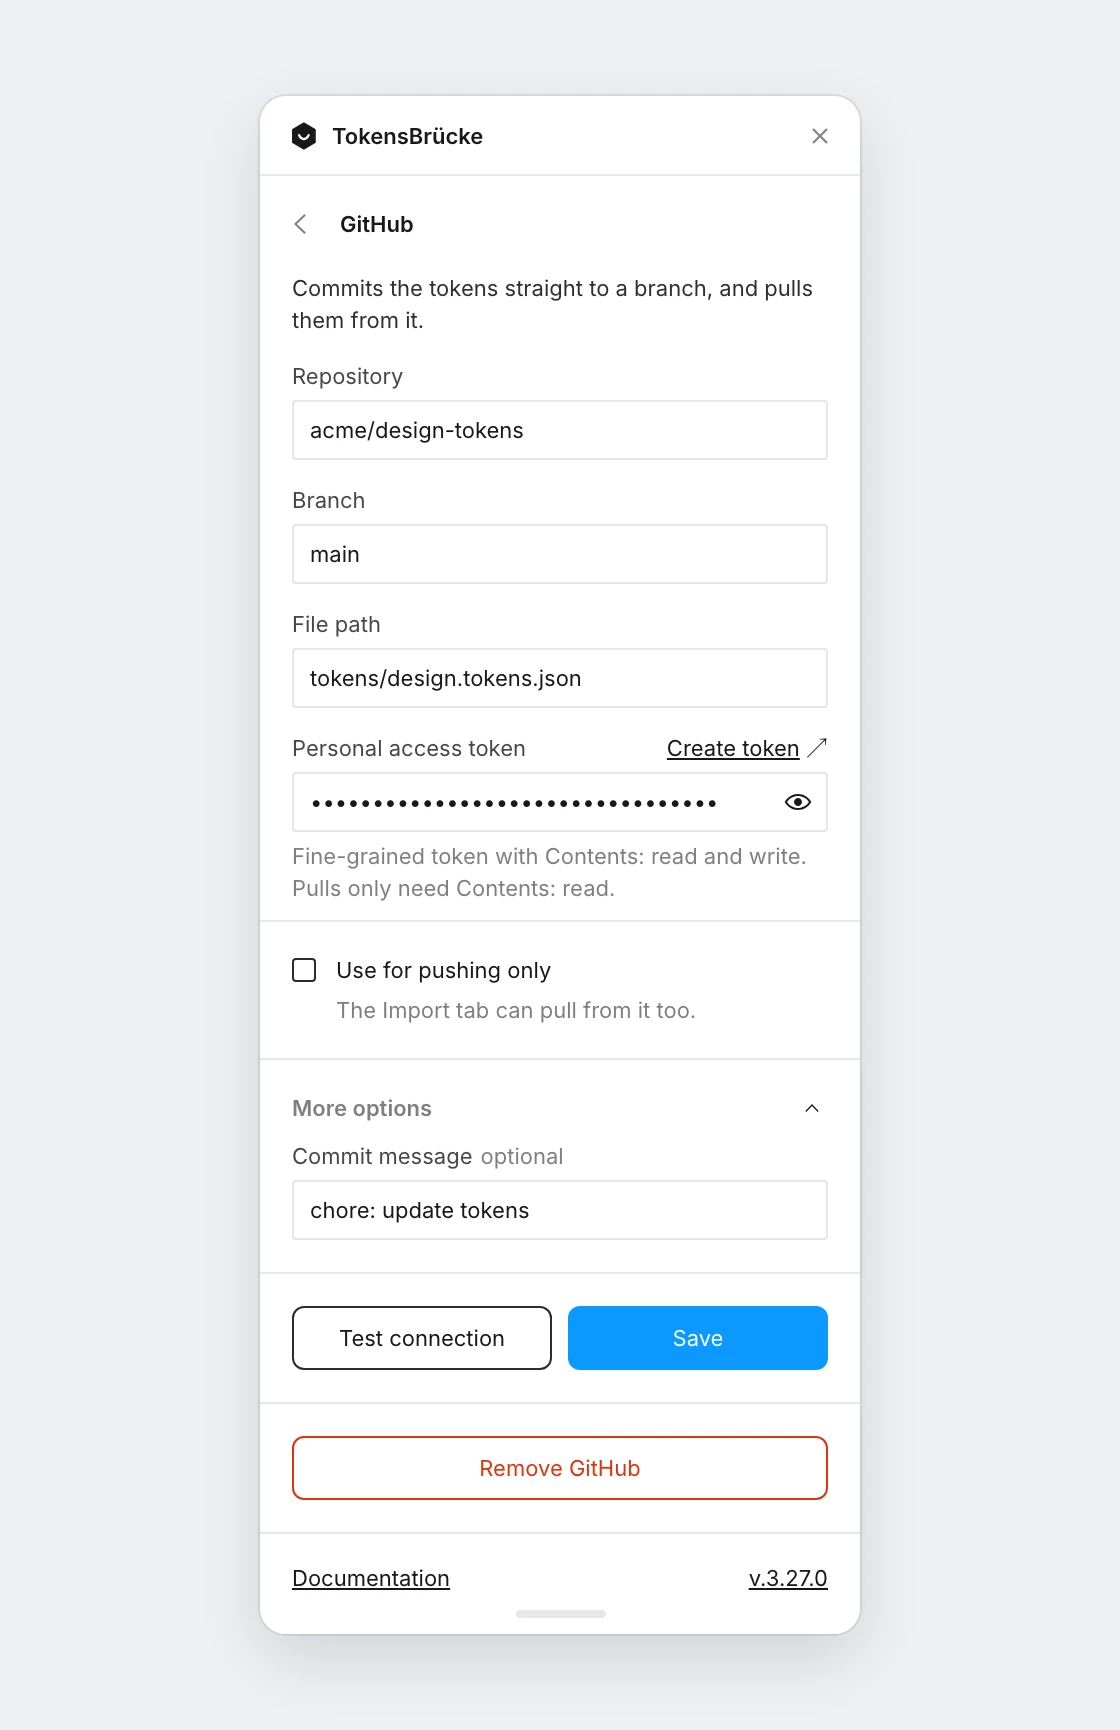 TokensBrücke
GitHub
Commits the tokens straight to a branch, and pulls
them from it.
Repository
acme/design-tokens
Branch
main
File path
tokens/design.tokens.json
Personal access token Create token
•••••••••••••••••••••••••••••••••
Fine-grained token with Contents: read and write.
Pulls only need Contents: read.
Use for pushing only
The Import tab can pull from it too.
More options
Commit message optional
chore: update tokens
Test connection Save
Remove GitHub
Documentation v.3.27.0